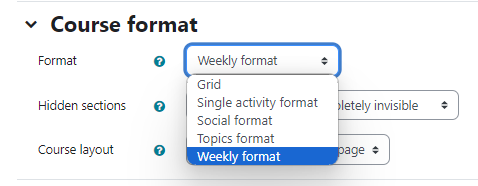 Course format
Format
Weekly format
Grid
Single activity format
Social format
Topics format
Weekly format
Hidden sections
pletely invisible
Course layout
page